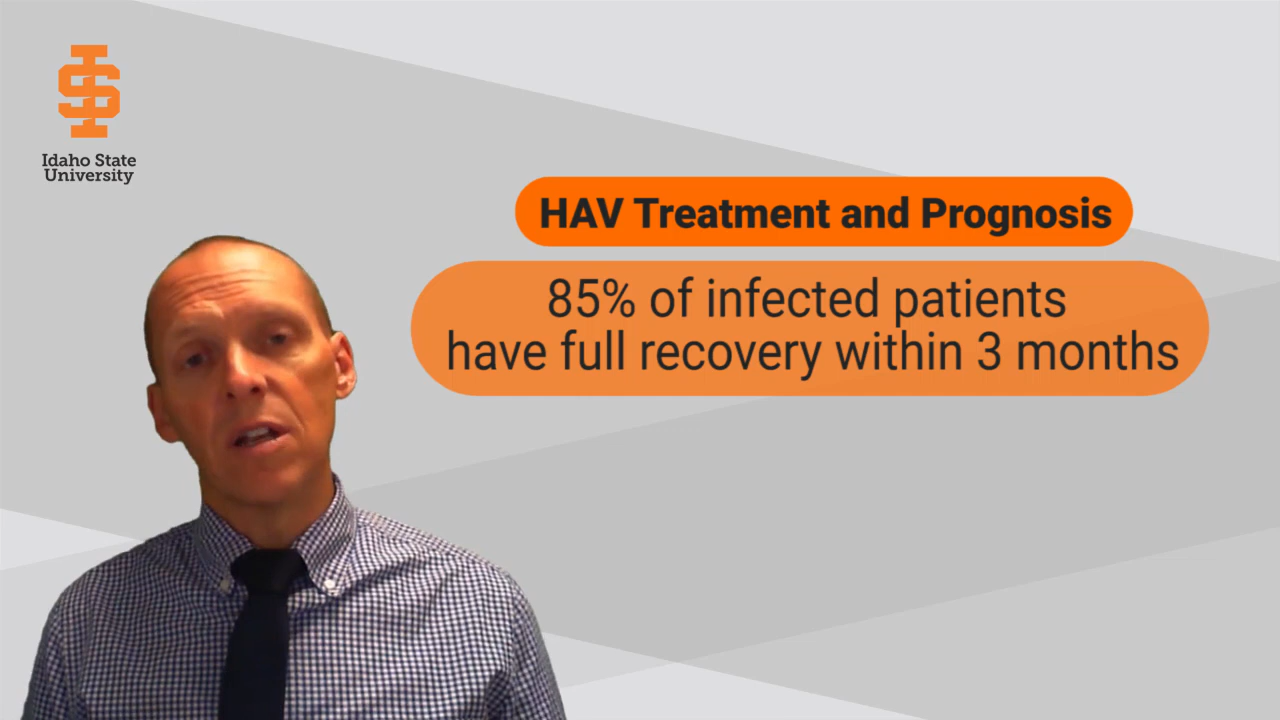 Idaho State
University
HAV Treatment and Prognosis
85% of infected patients
have full recovery within 3 months